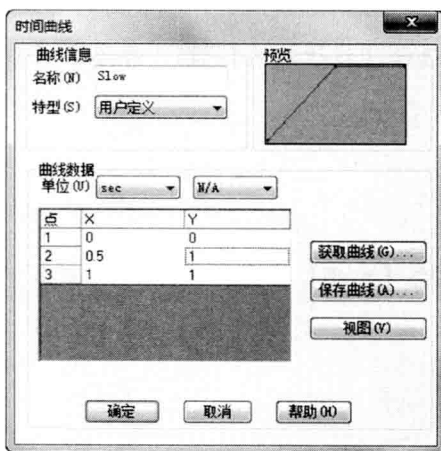 时间曲线
曲线信息
名称(N) Slow
特型(S) 用户定义
预览
曲线数据
单位(U) sec N/A
点 X Y
1 0 0
2 0.5 1
3 1 1
获取曲线(G)...
保存曲线(A)...
视图(V)
确定 取消 帮助(H)